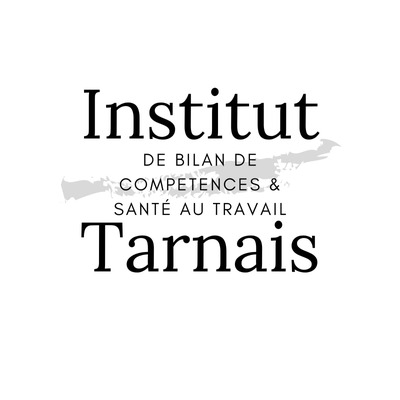 Institut
DE BILAN DE
COMPETENCES &
SANTÉ AU TRAVAIL
Tarnais